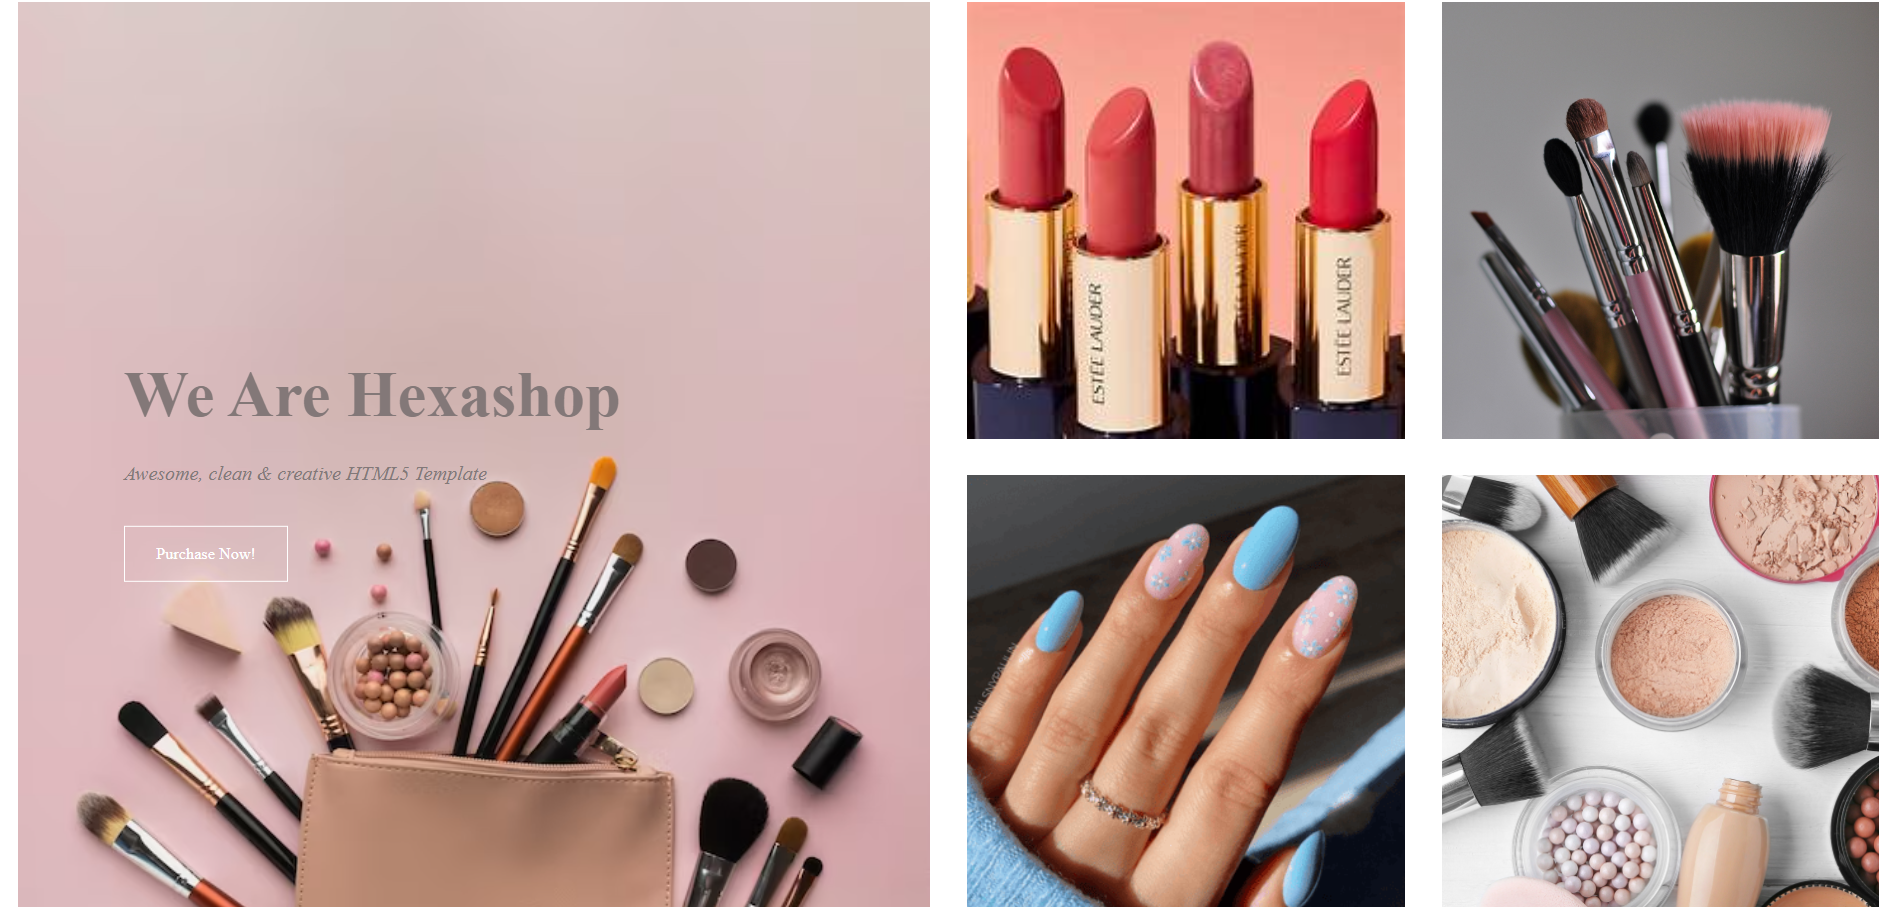 We Are Hexashop
Awesome, clean & creative HTML5 Template
Purchase Now!
ESTĒE LAUDER
ESTĒE LAUDER